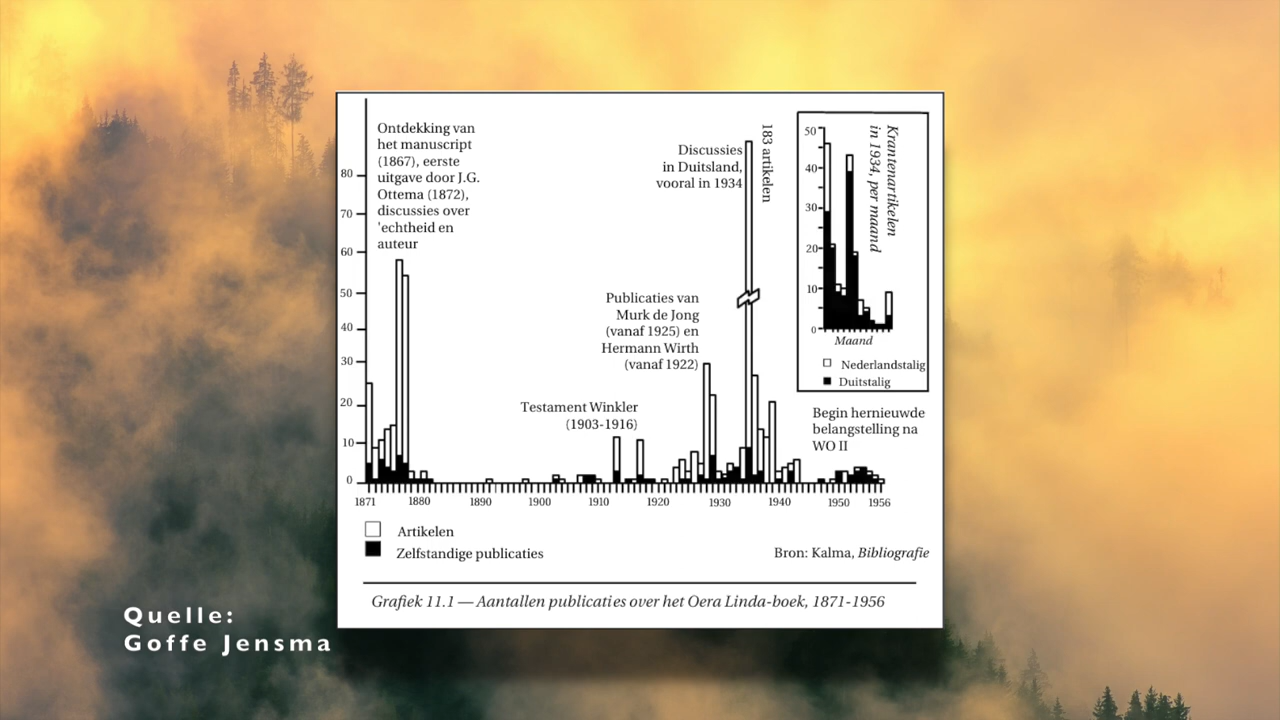 Ontdekking van
het manuscript
(1867), eerste
uitgave door J.G.
Ottema (1872),
discussies over
'echtheid en
auteur
Discussies
in Duitsland,
vooral in 1934
183 artikelen
Krantenartikelen
in 1934, per maand
50
30
20
10
0
Maand
Nederlandstalig
Duitstalig
80
70
60
50
40
30
20
10
0
Publicaties van
Murk de Jong
(vanaf 1925) en
Hermann Wirth
(vanaf 1922)
Testament Winkler
(1903-1916)
Begin hernieuwde
belangstelling na
WO II
1871 1880 1890 1900 1910 1920 1930 1940 1950 1956
Artikelen
Zelfstandige publicaties
Bron: Kalma, Bibliografie
Grafiek 11.1 — Aantallen publicaties over het Oera Linda-boek, 1871-1956
Quelle:
Goffe Jensma